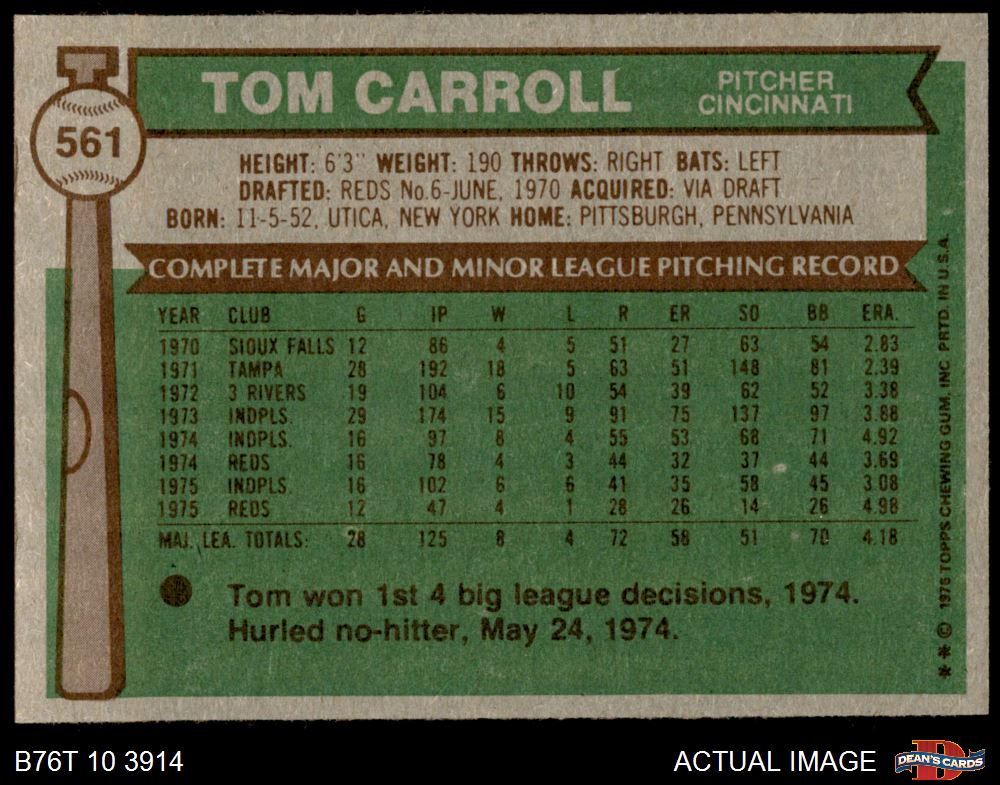 561
TOM CARROLL
PITCHER
CINCINNATI
HEIGHT: 6'3" WEIGHT: 190 THROWS: RIGHT BATS: LEFT
DRAFTED: REDS No.6-JUNE, 1970 ACQUIRED: VIA DRAFT
BORN: 11-5-52, UTICA, NEW YORK HOME: PITTSBURGH, PENNSYLVANIA
COMPLETE MAJOR AND MINOR LEAGUE PITCHING RECORD
YEAR CLUB G IP W L R ER SO BB ERA.
1970 SIOUX FALLS 12 86 4 5 51 27 63 54 2.83
1971 TAMPA 28 192 18 5 63 51 148 81 2.39
1972 3 RIVERS 19 104 6 10 54 39 62 52 3.38
1973 INDPLS. 29 174 15 9 91 75 137 97 3.88
1974 INDPLS. 16 97 8 4 55 53 68 71 4.92
1974 REDS 16 78 4 3 44 32 37 44 3.69
1975 INDPLS. 16 102 6 6 41 35 58 45 3.08
1975 REDS 12 47 4 1 28 26 14 26 4.98
MAJ. LEA. TOTALS: 28 125 8 4 72 58 51 70 4.18
Tom won 1st 4 big league decisions, 1974.
Hurled no-hitter, May 24, 1974.
* * © 1976 TOPPS CHEWING GUM, INC. PRTD. IN U.S.A.
B76T 10 3914
ACTUAL IMAGE
D
DEAN'S CARDS